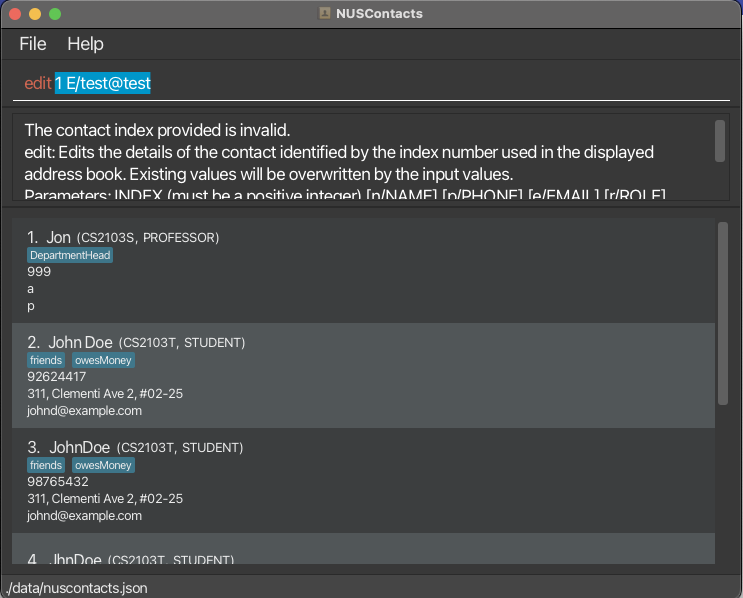 NUSContacts
File Help
edit 1 E/test@test
The contact index provided is invalid.
edit: Edits the details of the contact identified by the index number used in the displayed
address book. Existing values will be overwritten by the input values.
Parameters: INDEX (must be a positive integer) [n/NAME] [p/PHONE] [e/EMAIL] [r/ROLE]
1. Jon (CS2103S, PROFESSOR)
DepartmentHead
999
a
p
2. John Doe (CS2103T, STUDENT)
friends owesMoney
92624417
311, Clementi Ave 2, #02-25
johnd@example.com
3. JohnDoe (CS2103T, STUDENT)
friends owesMoney
98765432
311, Clementi Ave 2, #02-25
johnd@example.com
4. JhnDoe (CS2103T, STUDENT)
./data/nuscontacts.json